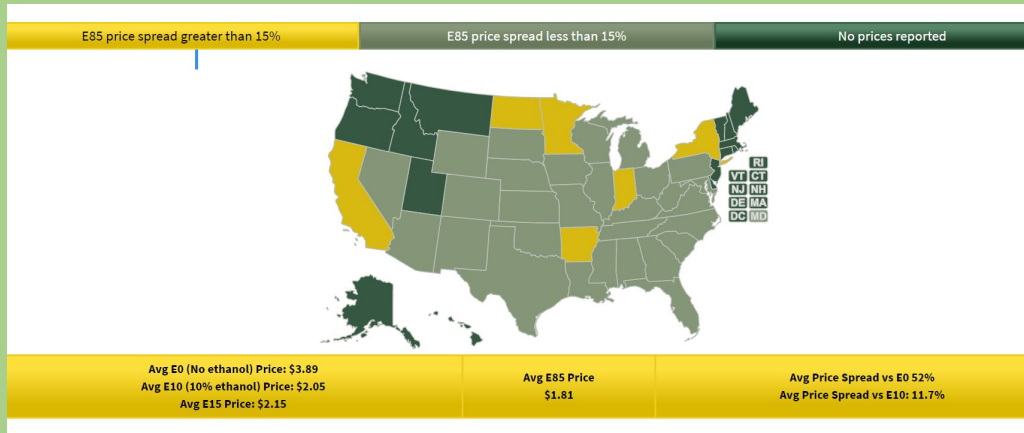 E85 price spread greater than 15%
E85 price spread less than 15%
No prices reported
RI
VT CT
NJ NH
DE MA
DC MD
Avg E0 (No ethanol) Price: $3.89
Avg E10 (10% ethanol) Price: $2.05
Avg E15 Price: $2.15
Avg E85 Price
$1.81
Avg Price Spread vs E0 52%
Avg Price Spread vs E10: 11.7%